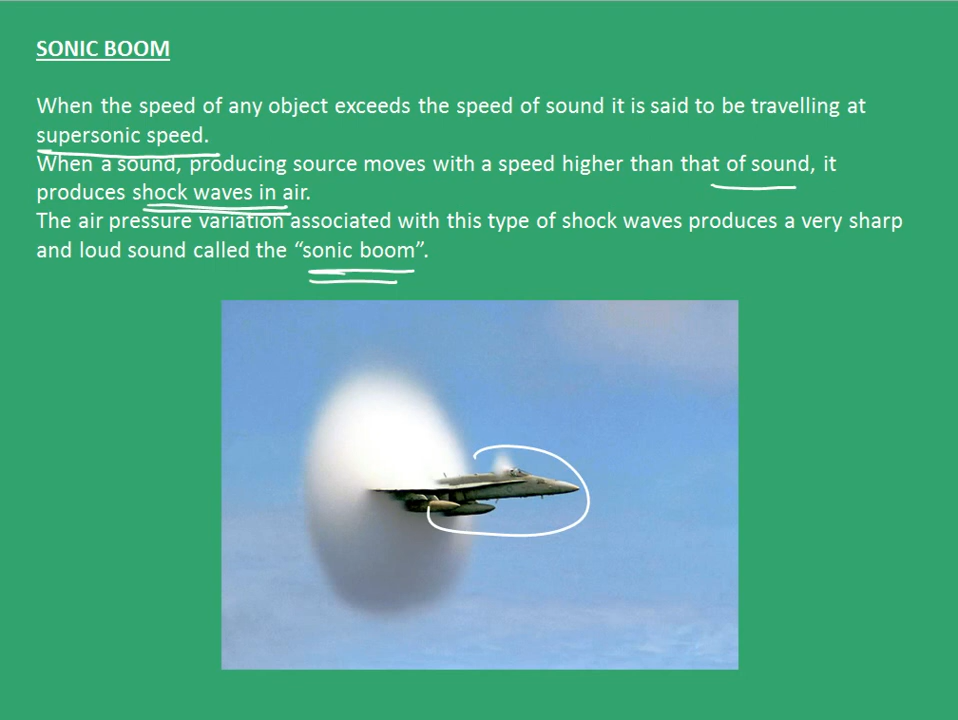 SONIC BOOM
When the speed of any object exceeds the speed of sound it is said to be travelling at
supersonic speed.
When a sound, producing source moves with a speed higher than that of sound, it
produces shock waves in air.
The air pressure variation associated with this type of shock waves produces a very sharp
and loud sound called the “sonic boom”.